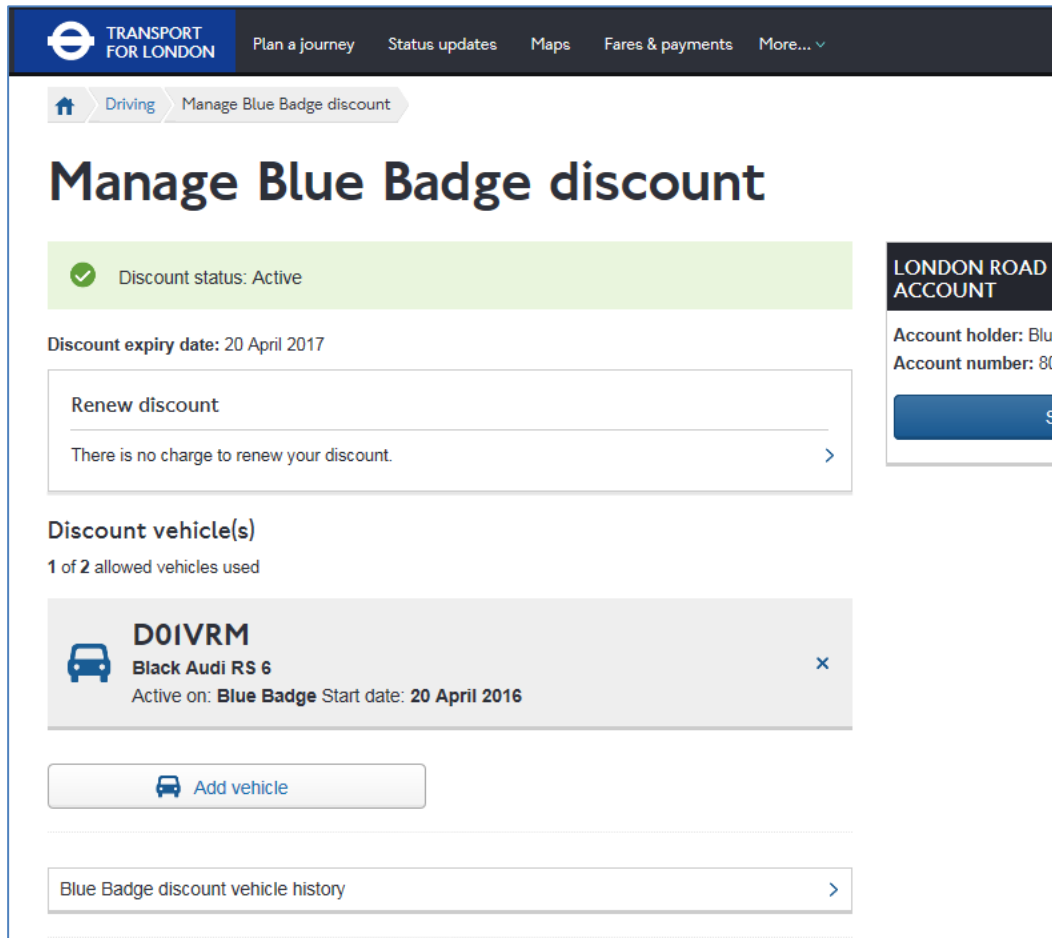 TRANSPORT
FOR LONDON
Plan a journey Status updates Maps Fares & payments More...
Driving Manage Blue Badge discount
Manage Blue Badge discount
Discount status: Active
Discount expiry date: 20 April 2017
Renew discount
There is no charge to renew your discount.
Discount vehicle(s)
1 of 2 allowed vehicles used
D01VRM
Black Audi RS 6
Active on: Blue Badge Start date: 20 April 2016
Add vehicle
Blue Badge discount vehicle history
LONDON ROAD
ACCOUNT
Account holder: Blu
Account number: 80
S